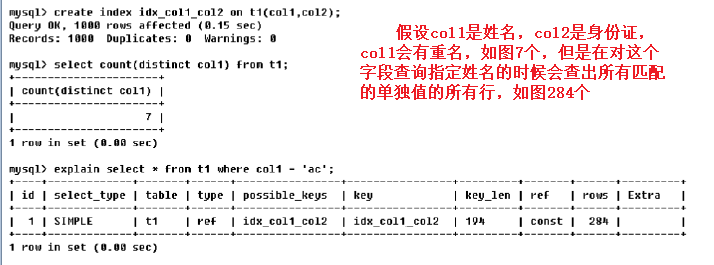 mysql> create index idx_col1_col2 on t1(col1,col2);
Query OK, 1000 rows affected (0.15 sec)
Records: 1000  Duplicates: 0  Warnings: 0
假设col1是姓名，col2是身份证，
col1会有重名，如图7个，但是在对这个
字段查询指定姓名的时候会查出所有匹配
的单独值的所有行，如图284个
mysql> select count(distinct col1) from t1;
+----------------------+
| count(distinct col1) |
+----------------------+
|                    7 |
+----------------------+
1 row in set (0.00 sec)
mysql> explain select * from t1 where col1 = 'ac';
+----+-------------+-------+------+---------------+---------------+---------+-------+------+-------+
| id | select_type | table | type | possible_keys | key           | key_len | ref   | rows | Extra |
+----+-------------+-------+------+---------------+---------------+---------+-------+------+-------+
|  1 | SIMPLE      | t1    | ref  | idx_col1_col2 | idx_col1_col2 | 194     | const |  284 |       |
+----+-------------+-------+------+---------------+---------------+---------+-------+------+-------+
1 row in set (0.00 sec)